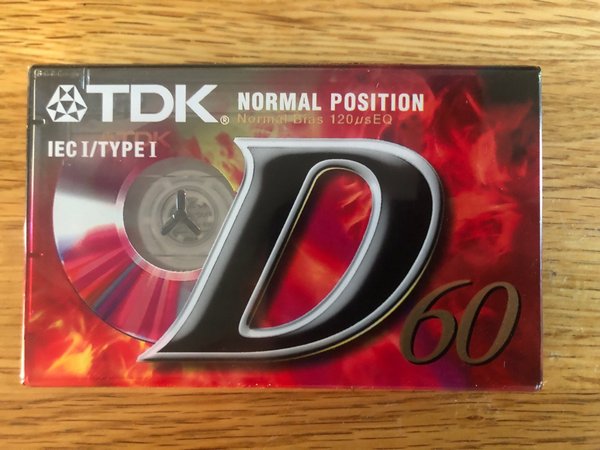 TDK® NORMAL POSITION
Normal Bias 120μsEQ
IEC I/TYPE I
D
60